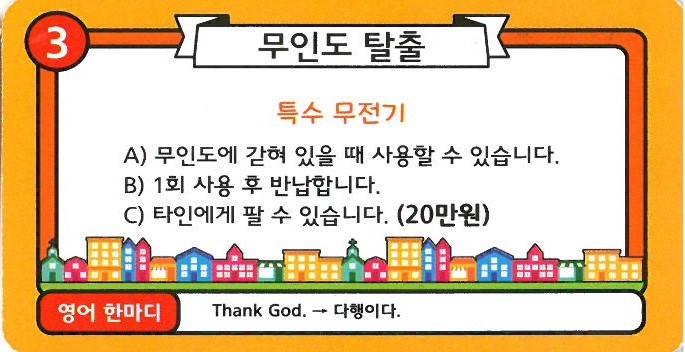 3
무인도 탈출
특수 무전기
A) 무인도에 갇혀 있을 때 사용할 수 있습니다.
B) 1회 사용 후 반납합니다.
C) 타인에게 팔 수 있습니다. (20만원)
영어 한마디
Thank God. → 다행이다.